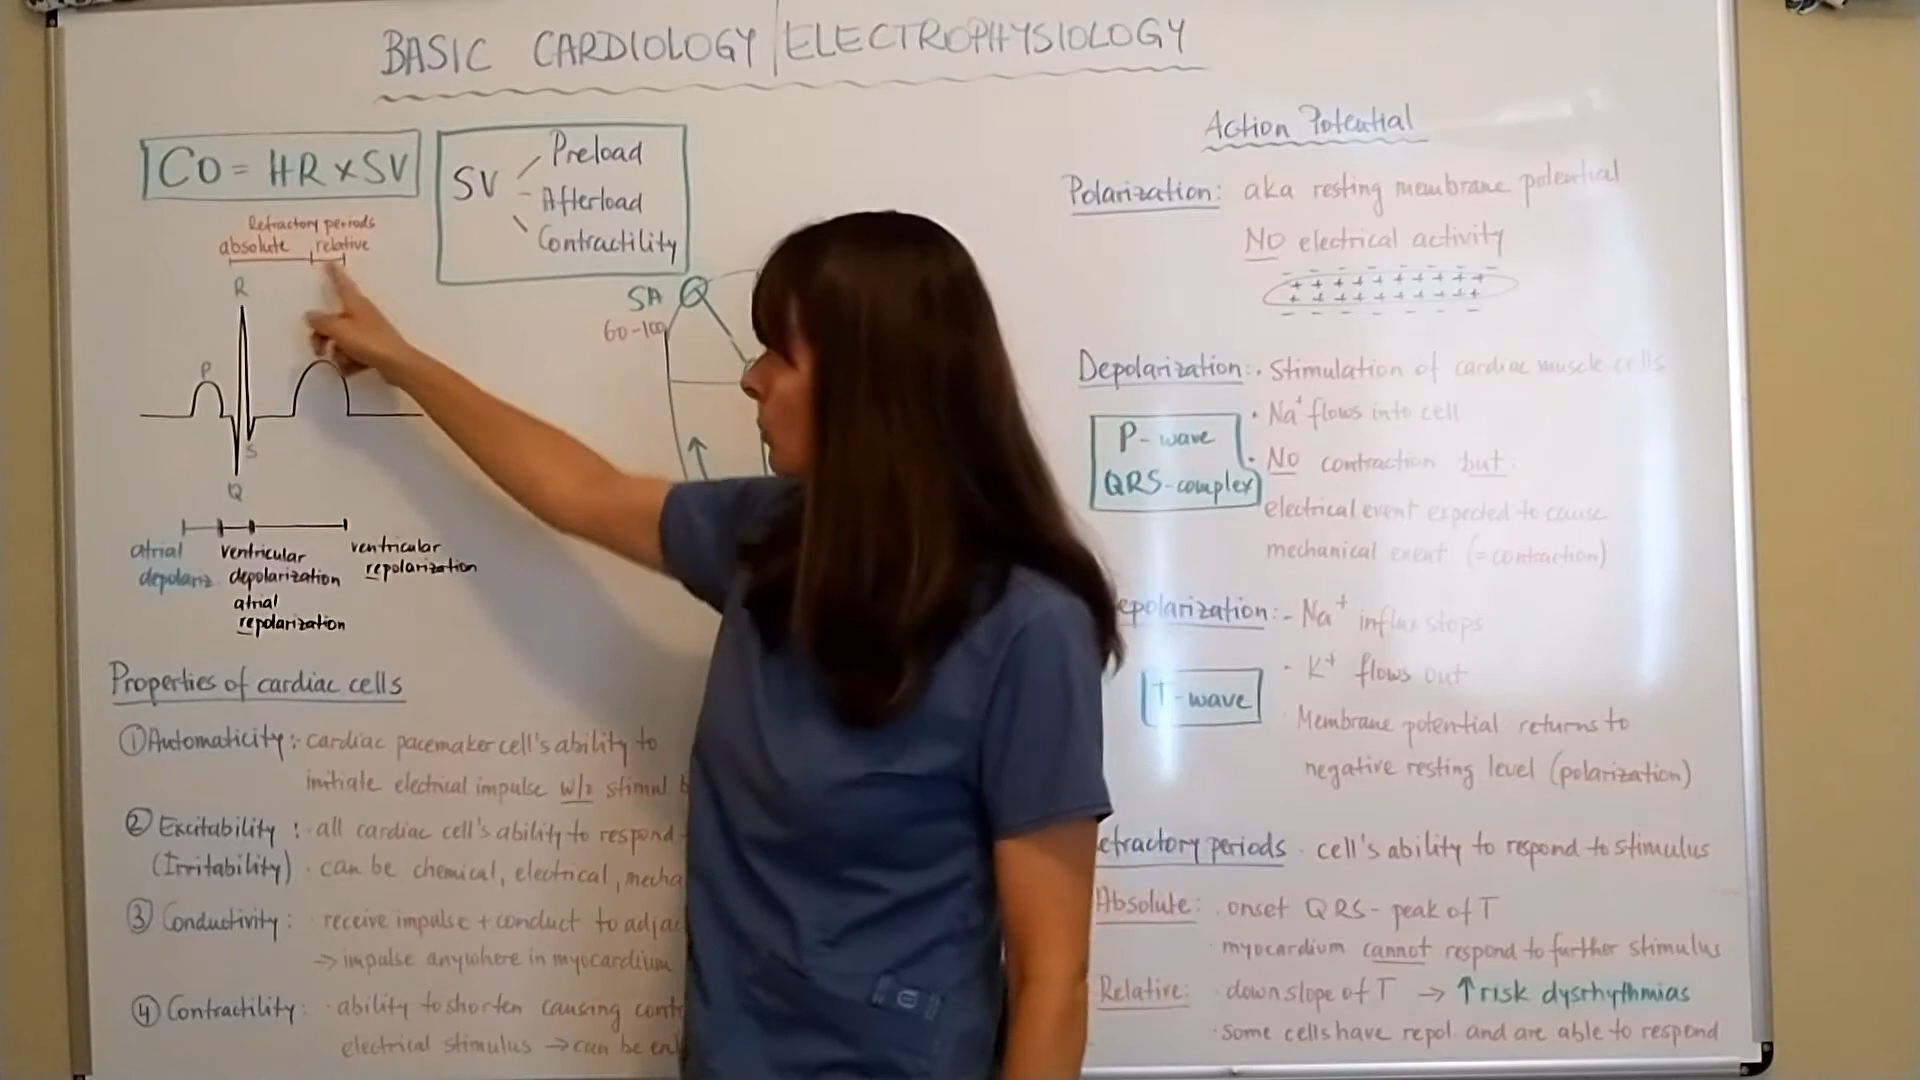 BASIC CARDIOLOGY/ELECTROPHYSIOLOGY
CO = HR x SV
SV
Preload
Afterload
Contractility
Refractory periods
absolute relative
R
P
S
Q
atrial
depolariz.
ventricular
depolarization
atrial
repolarization
ventricular
repolarization
SA
60-100
Properties of cardiac cells
① Automaticity: cardiac pacemaker cell's ability to
initiate electrical impulse w/o stimul.
② Excitability: · all cardiac cell's ability to respond
(Irritability) · can be chemical, electrical, mecha
③ Conductivity: · receive impulse + conduct to adja
⇒ impulse anywhere in myocardium
④ Contractility: · ability to shorten causing cont
electrical stimulus → can be en
Action Potential
Polarization: aka resting membrane potential
NO electrical activity
Depolarization: · Stimulation of cardiac muscle cells
· Na⁺ flows into cell
P-wave
QRS-complex
· NO contraction but:
electrical event expected to cause
mechanical event (= contraction)
epolarization: - Na⁺ influx stops
· K⁺ flows out
T-wave
· Membrane potential returns to
negative resting level (polarization)
efractory periods · cell's ability to respond to stimulus
Absolute: · onset QRS - peak of T
· myocardium cannot respond to further stimulus
Relative: · downslope of T → ↑ risk dysrhythmias
· some cells have repol. and are able to respond